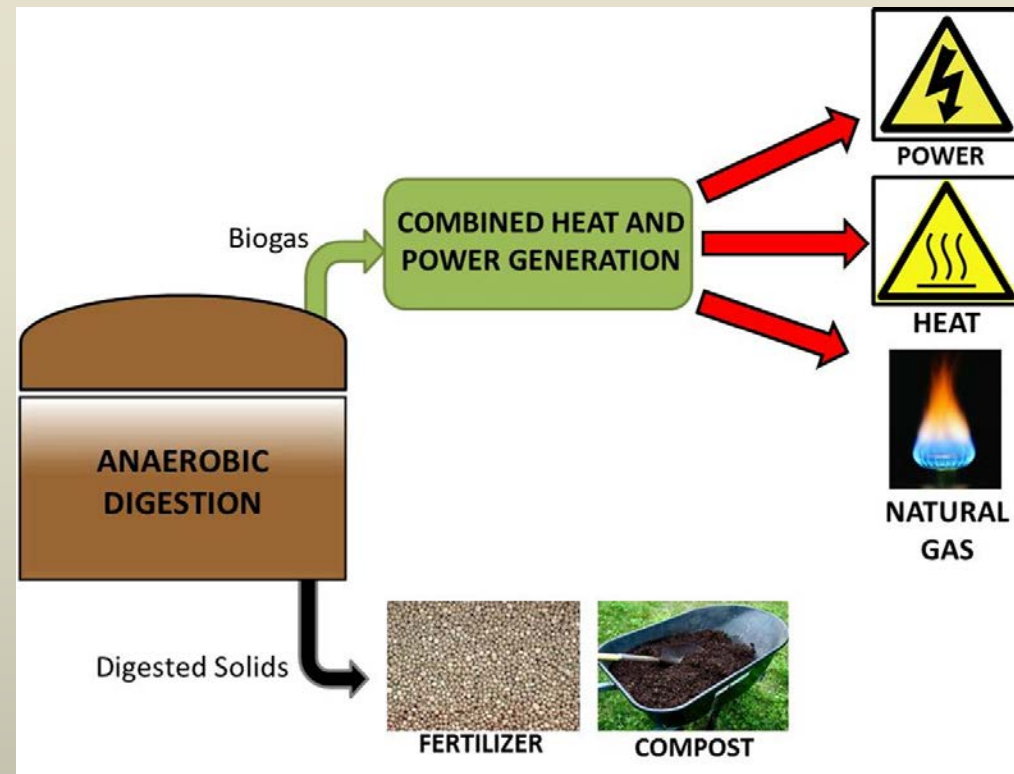 POWER
Biogas
COMBINED HEAT AND
POWER GENERATION
HEAT
ANAEROBIC
DIGESTION
NATURAL
GAS
Digested Solids
FERTILIZER
COMPOST